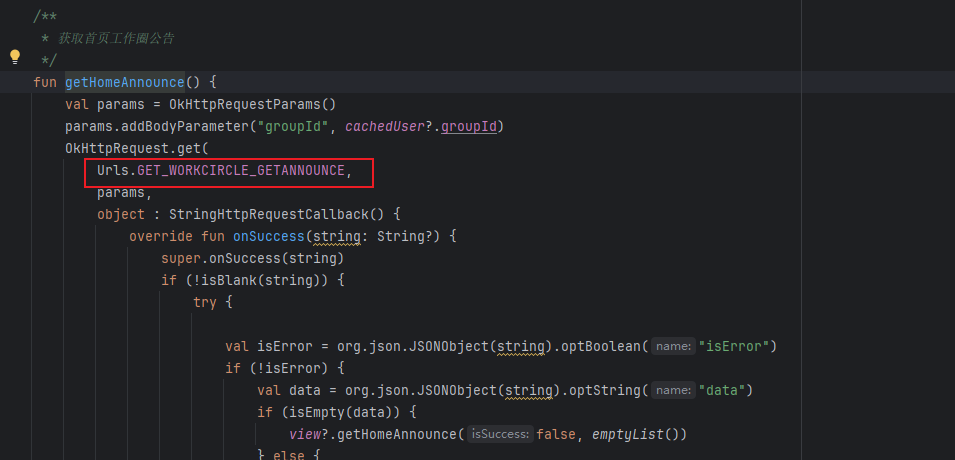 /**
 * 获取首页工作圈公告
 */
fun getHomeAnnounce() {
    val params = OkHttpRequestParams()
    params.addBodyParameter("groupId", cachedUser?.groupId)
    OkHttpRequest.get(
        Urls.GET_WORKCIRCLE_GETANNOUNCE,
        params,
        object : StringHttpRequestCallback() {
            override fun onSuccess(string: String?) {
                super.onSuccess(string)
                if (!isBlank(string)) {
                    try {
                        val isError = org.json.JSONObject(string).optBoolean( name: "isError")
                        if (!isError) {
                            val data = org.json.JSONObject(string).optString( name: "data")
                            if (isEmpty(data)) {
                                view?.getHomeAnnounce( isSuccess: false, emptyList())
                            } else {